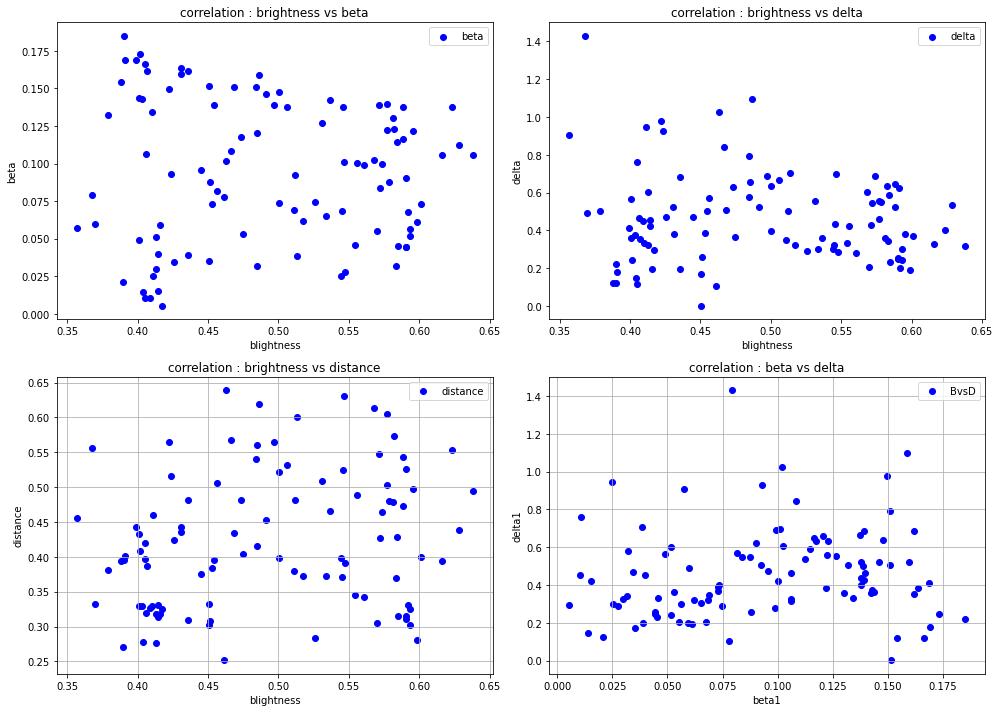 correlation : brightness vs beta
beta
0.175
0.150
0.125
0.100
0.075
0.050
0.025
0.000
beta
0.35 0.40 0.45 0.50 0.55 0.60 0.65
blightness
correlation : brightness vs delta
delta
1.4
1.2
1.0
0.8
0.6
0.4
0.2
0.0
delta
0.35 0.40 0.45 0.50 0.55 0.60 0.65
blightness
correlation : brightness vs distance
distance
0.65
0.60
0.55
0.50
0.45
0.40
0.35
0.30
0.25
distance
0.35 0.40 0.45 0.50 0.55 0.60 0.65
blightness
correlation : beta vs delta
BvsD
1.4
1.2
1.0
0.8
0.6
0.4
0.2
0.0
delta1
0.000 0.025 0.050 0.075 0.100 0.125 0.150 0.175
beta1